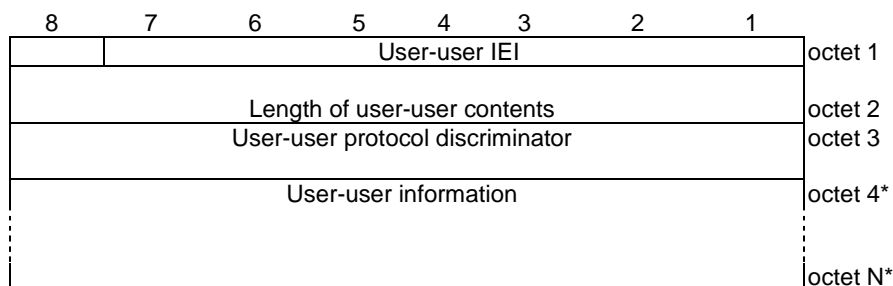 8 7 6 5 4 3 2 1
User-user IEI octet 1
Length of user-user contents octet 2
User-user protocol discriminator octet 3
User-user information octet 4*
octet N*